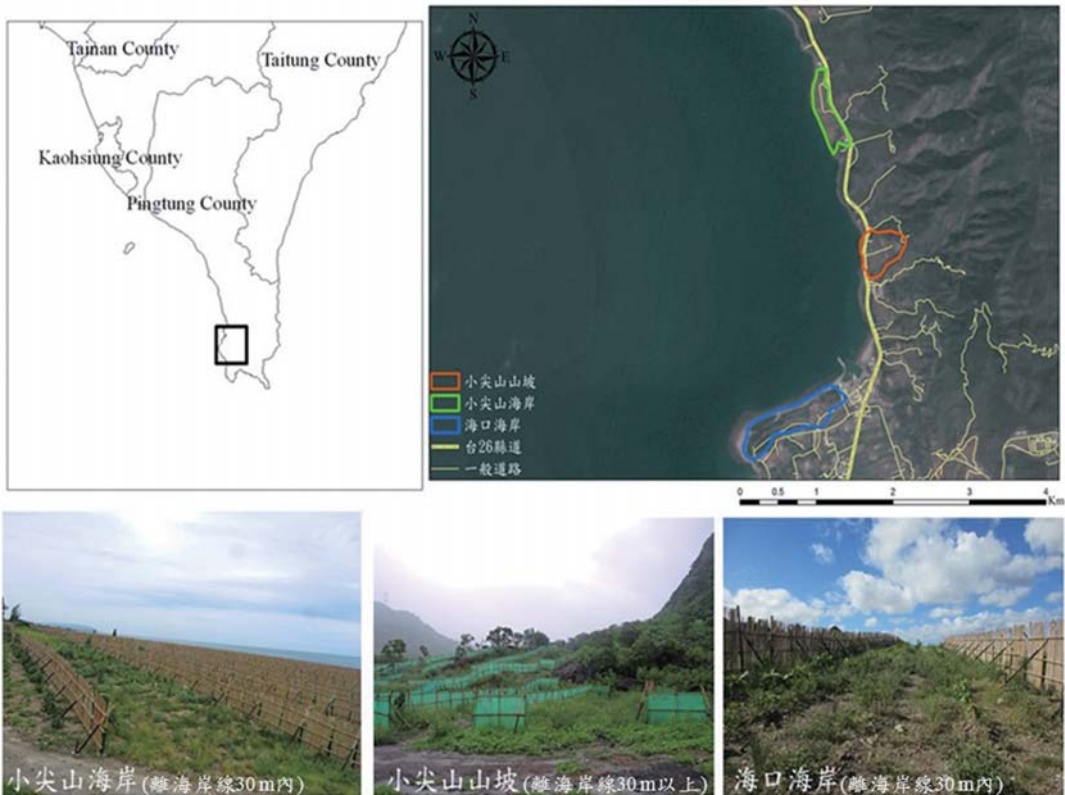 Tainan County
Taitung County
Kaohsiung County
Pingtung County
N
W E
S
小尖山山坡
小尖山海岸
海口海岸
台26縣道
一般道路
0 0.5 1 2 3 4
Km
小尖山海岸(離海岸線30m內)
小尖山山坡(離海岸線30m以上)
海口海岸(離海岸線30m內)